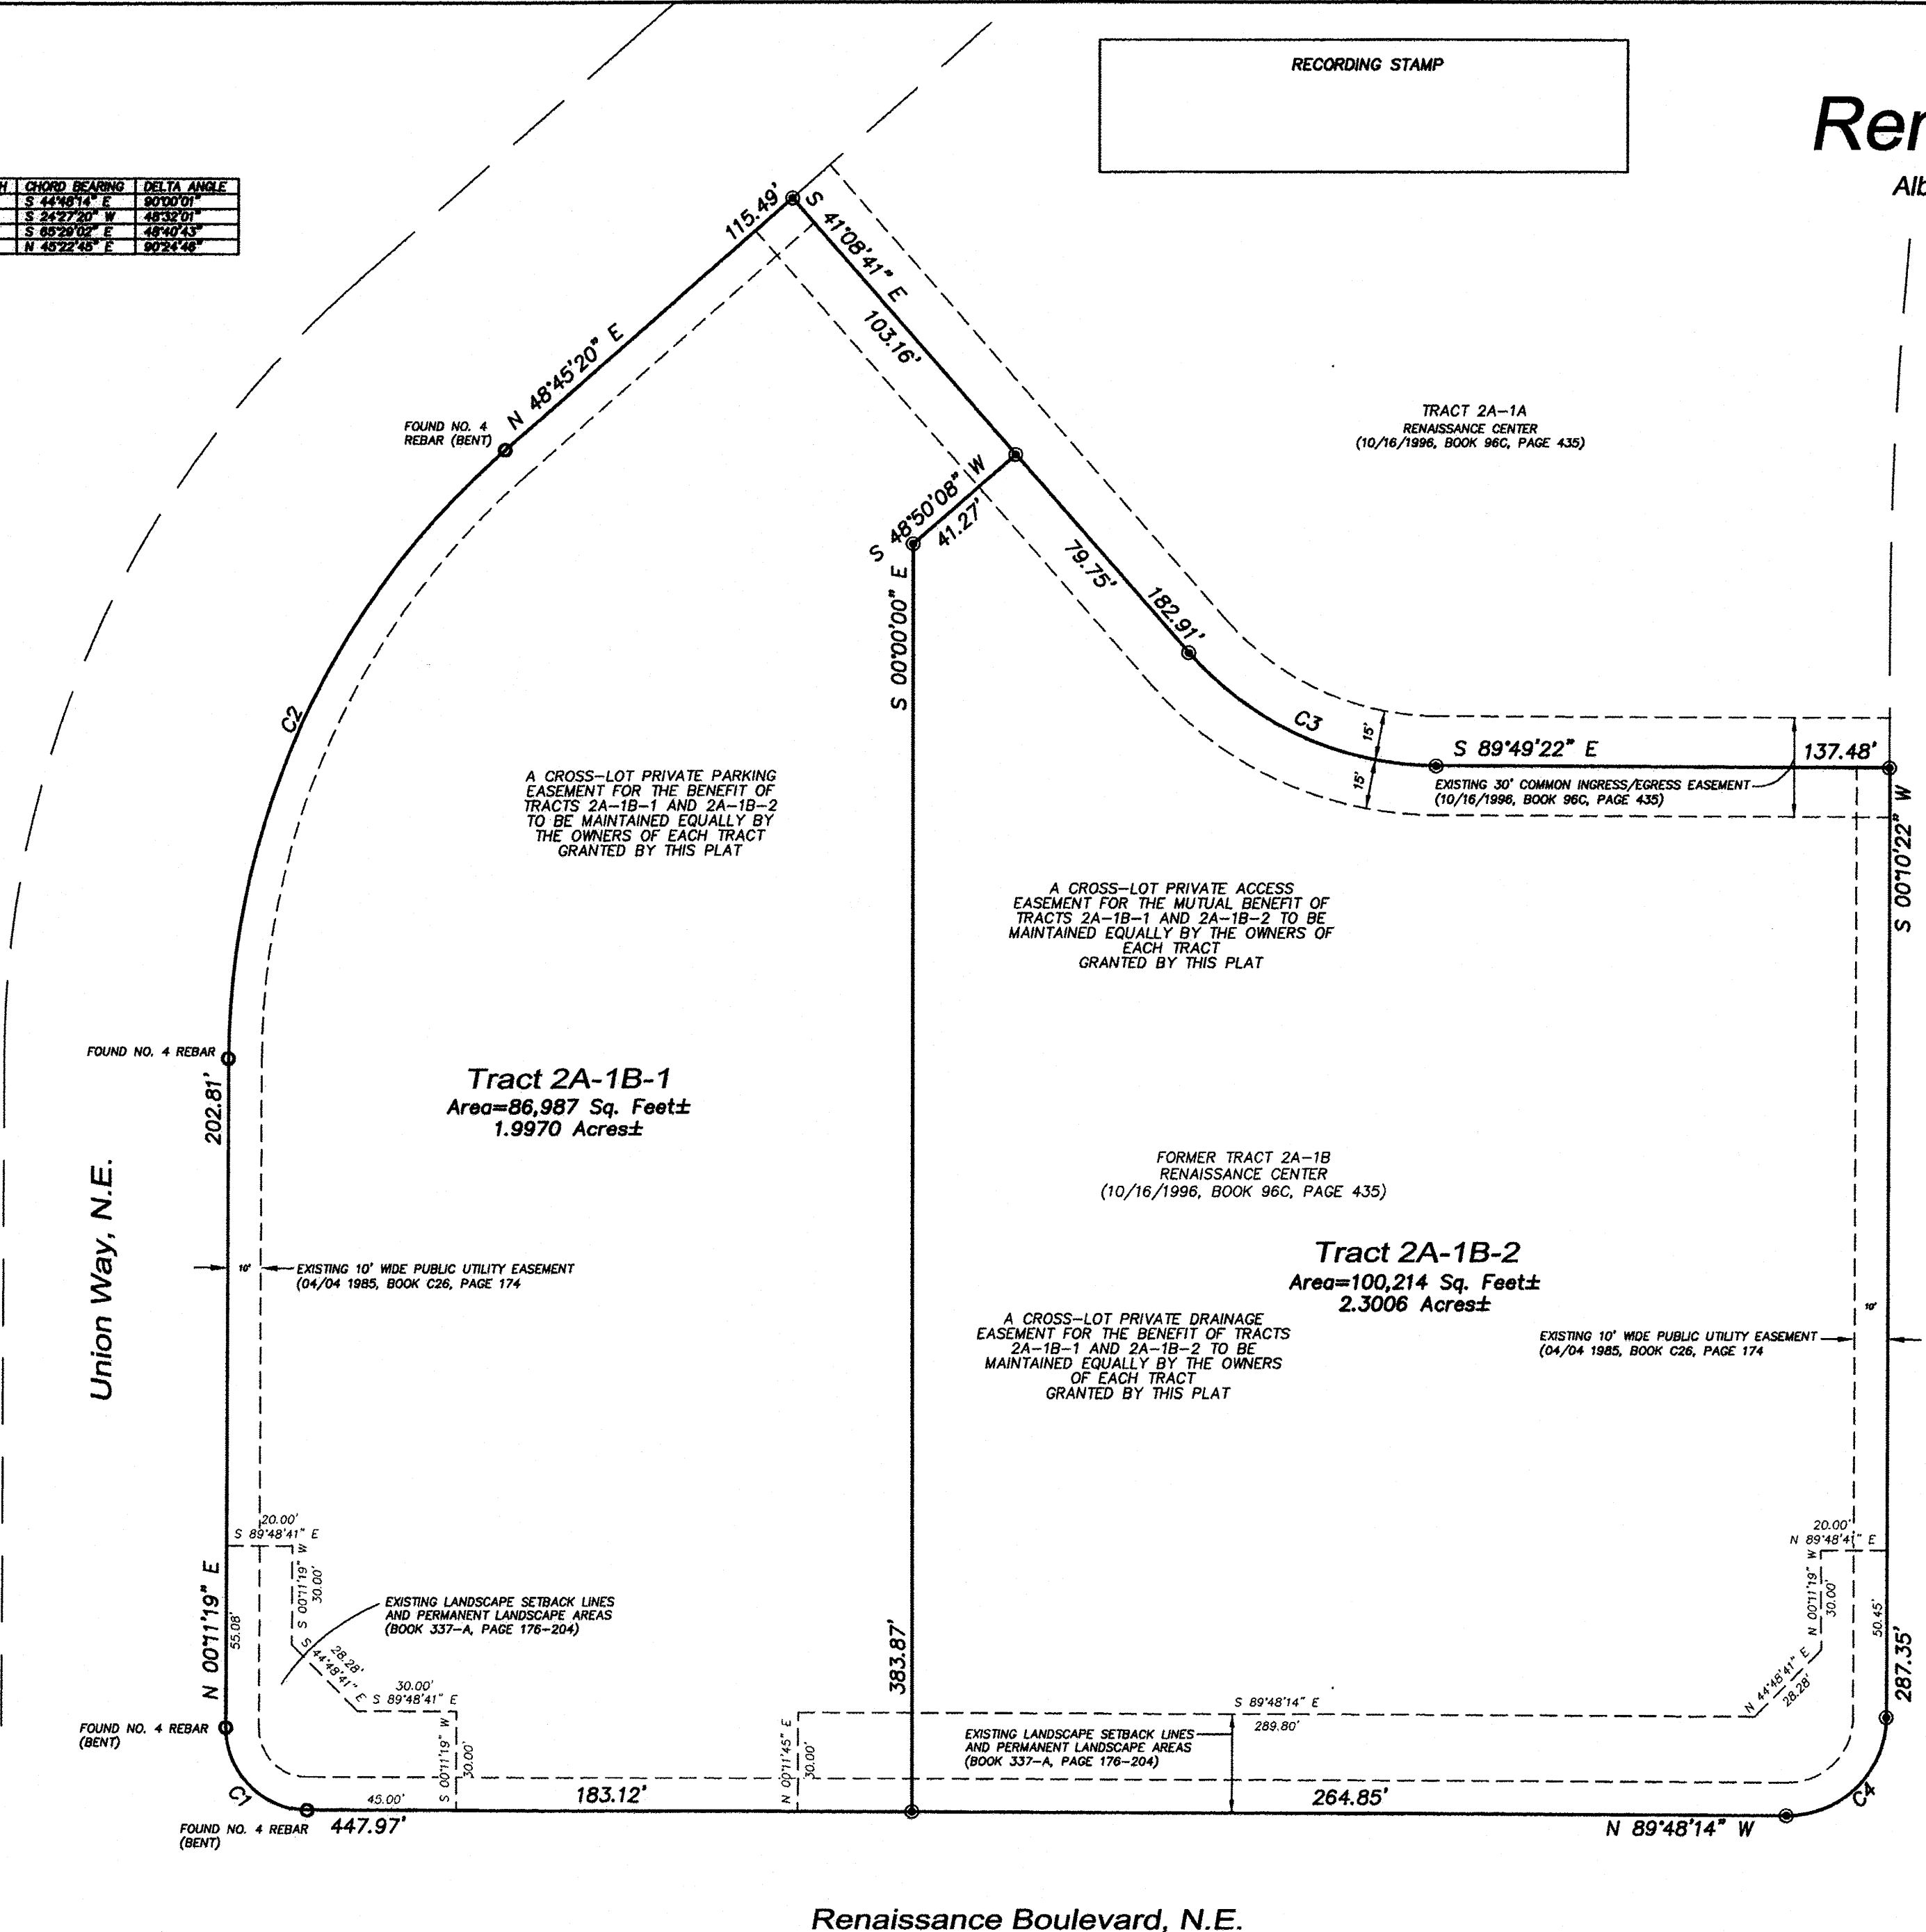 RECORDING STAMP
Ren
Alb
H CHORD BEARING DELTA ANGLE
S 44°48'14" E 90°00'01"
S 24°27'20" W 48°32'01"
S 65°29'02" E 48°40'43"
N 45°22'45" E 90°24'46"
115.49'
S 41°08'41" E
103.16'
N 48°45'20" E
FOUND NO. 4
REBAR (BENT)
TRACT 2A-1A
RENAISSANCE CENTER
(10/16/1996, BOOK 96C, PAGE 435)
S 48°50'08" W
41.27'
S 00°00'00" E
79.75'
182.91'
C2
C3
15'
15'
S 89°49'22" E
137.48'
EXISTING 30' COMMON INGRESS/EGRESS EASEMENT
(10/16/1996, BOOK 96C, PAGE 435)
S 00°10'22" W
A CROSS-LOT PRIVATE PARKING
EASEMENT FOR THE BENEFIT OF
TRACTS 2A-1B-1 AND 2A-1B-2
TO BE MAINTAINED EQUALLY BY
THE OWNERS OF EACH TRACT
GRANTED BY THIS PLAT
A CROSS-LOT PRIVATE ACCESS
EASEMENT FOR THE MUTUAL BENEFIT OF
TRACTS 2A-1B-1 AND 2A-1B-2 TO BE
MAINTAINED EQUALLY BY THE OWNERS OF
EACH TRACT
GRANTED BY THIS PLAT
FOUND NO. 4 REBAR
202.81'
Tract 2A-1B-1
Area=86,987 Sq. Feet±
1.9970 Acres±
FORMER TRACT 2A-1B
RENAISSANCE CENTER
(10/16/1996, BOOK 96C, PAGE 435)
Union Way, N.E.
Tract 2A-1B-2
Area=100,214 Sq. Feet±
2.3006 Acres±
10'
EXISTING 10' WIDE PUBLIC UTILITY EASEMENT
(04/04 1985, BOOK C26, PAGE 174
A CROSS-LOT PRIVATE DRAINAGE
EASEMENT FOR THE BENEFIT OF TRACTS
2A-1B-1 AND 2A-1B-2 TO BE
MAINTAINED EQUALLY BY THE OWNERS
OF EACH TRACT
GRANTED BY THIS PLAT
10'
EXISTING 10' WIDE PUBLIC UTILITY EASEMENT
(04/04 1985, BOOK C26, PAGE 174
20.00'
S 89°48'41" E
S 00°11'19" W
30.00'
N 00°11'19" E
55.08'
EXISTING LANDSCAPE SETBACK LINES
AND PERMANENT LANDSCAPE AREAS
(BOOK 337-A, PAGE 176-204)
S 44°48'41" E
28.28'
30.00'
S 89°48'41" E
S 00°11'19" W
30.00'
383.87'
N 00°11'45" E
30.00'
S 89°48'14" E
289.80'
EXISTING LANDSCAPE SETBACK LINES
AND PERMANENT LANDSCAPE AREAS
(BOOK 337-A, PAGE 176-204)
20.00'
N 89°48'41" E
N 00°11'19" W
30.00'
50.45'
N 44°48'41" E
28.28'
287.35'
FOUND NO. 4 REBAR
(BENT)
C1
45.00'
183.12'
264.85'
C4
FOUND NO. 4 REBAR
(BENT)
447.97'
N 89°48'14" W
Renaissance Boulevard, N.E.